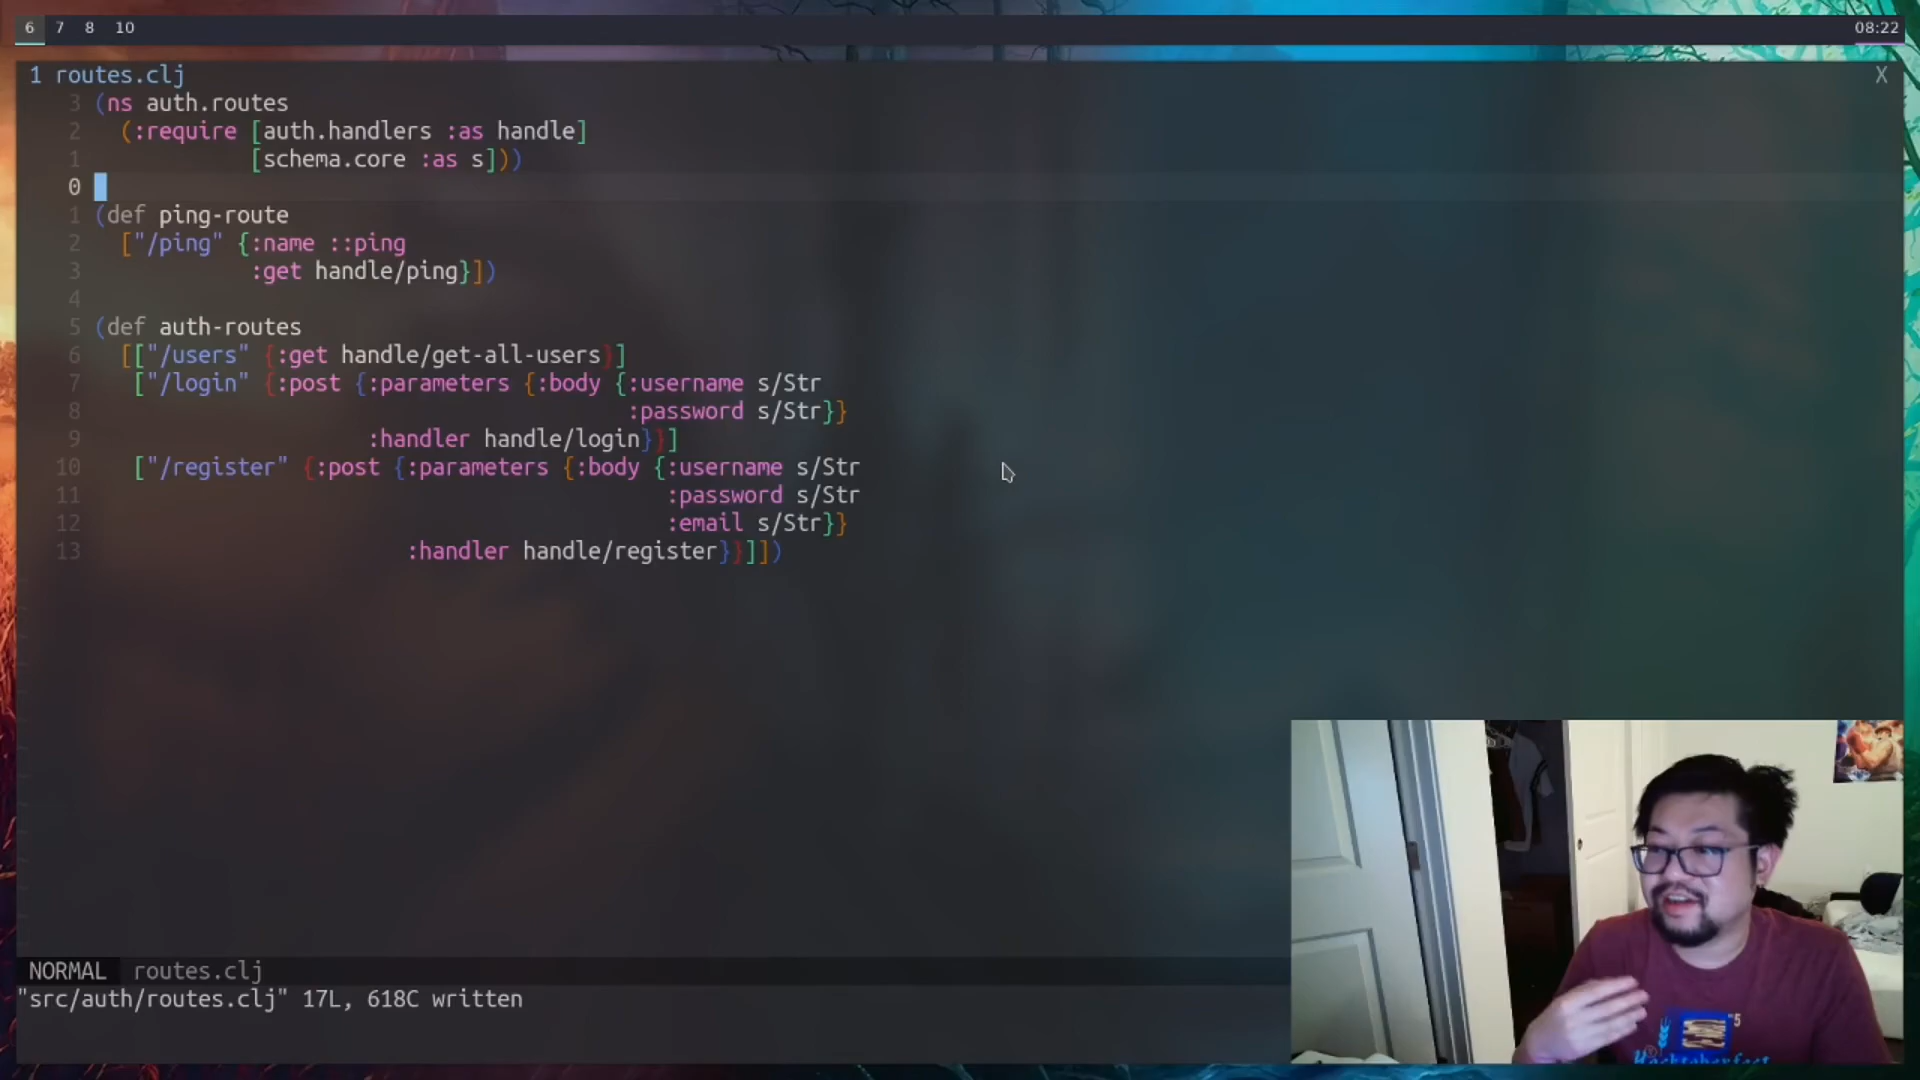 6 7 8 10 08:22
1 routes.clj X
3 (ns auth.routes
2 (:require [auth.handlers :as handle]
1 [schema.core :as s]))
0
1 (def ping-route
2 ["/ping" {:name ::ping
3 :get handle/ping}])
4
5 (def auth-routes
6 [["/users" {:get handle/get-all-users}]
7 ["/login" {:post {:parameters {:body {:username s/Str
8 :password s/Str}}
9 :handler handle/login}}]
10 ["/register" {:post {:parameters {:body {:username s/Str
11 :password s/Str
12 :email s/Str}}
13 :handler handle/register}}]])
NORMAL routes.clj
"src/auth/routes.clj" 17L, 618C written
Hacktoberfest